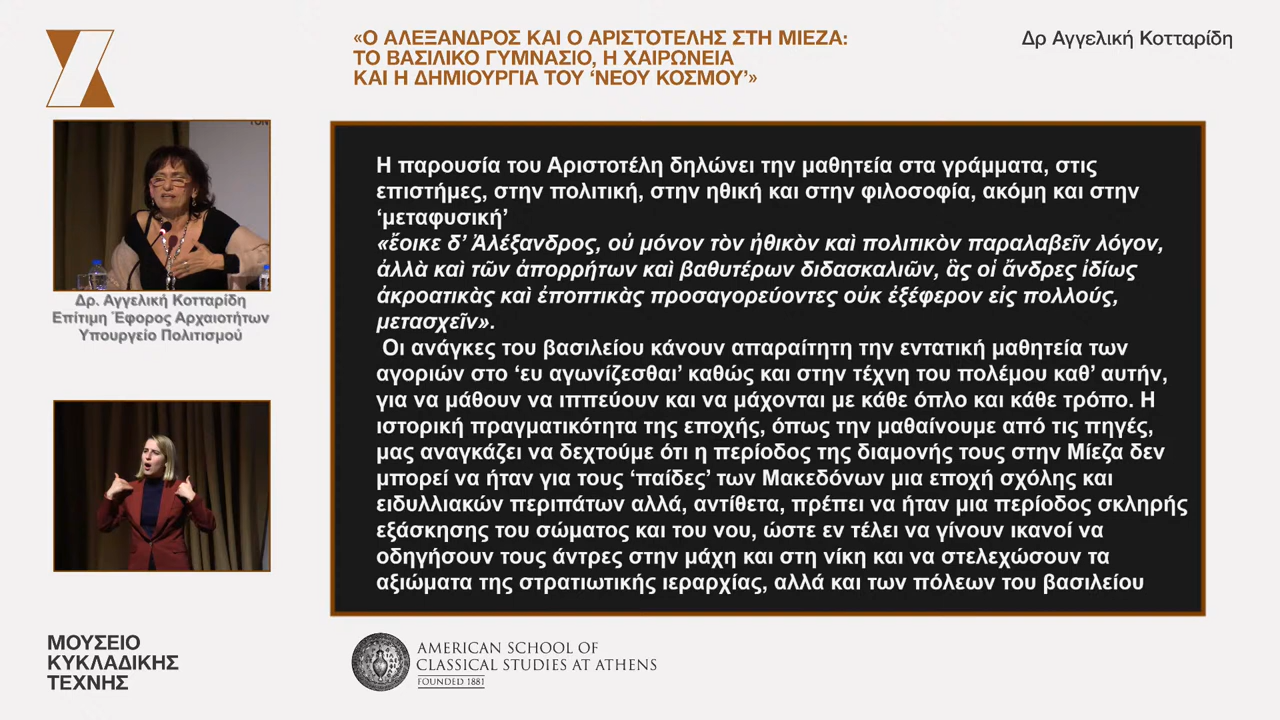 «Ο ΑΛΕΞΑΝΔΡΟΣ ΚΑΙ Ο ΑΡΙΣΤΟΤΕΛΗΣ ΣΤΗ ΜΙΕΖΑ:
ΤΟ ΒΑΣΙΛΙΚΟ ΓΥΜΝΑΣΙΟ, Η ΧΑΙΡΩΝΕΙΑ
ΚΑΙ Η ΔΗΜΙΟΥΡΓΙΑ ΤΟΥ ‘ΝΕΟΥ ΚΟΣΜΟΥ’»
Δρ Αγγελική Κοτταρίδη
ΤΩΝ
Δρ. Αγγελική Κοτταρίδη
Επίτιμη Έφορος Αρχαιοτήτων
Υπουργείο Πολιτισμού
Η παρουσία του Αριστοτέλη δηλώνει την μαθητεία στα γράμματα, στις
επιστήμες, στην πολιτική, στην ηθική και στην φιλοσοφία, ακόμη και στην
‘μεταφυσική’
«ἔοικε δ’ Ἀλέξανδρος, οὐ μόνον τὸν ἠθικὸν καὶ πολιτικὸν παραλαβεῖν λόγον,
ἀλλὰ καὶ τῶν ἀπορρήτων καὶ βαθυτέρων διδασκαλιῶν, ἃς οἱ ἄνδρες ἰδίως
ἀκροατικὰς καὶ ἐποπτικὰς προσαγορεύοντες οὐκ ἐξέφερον εἰς πολλούς,
μετασχεῖν».
Οι ανάγκες του βασιλείου κάνουν απαραίτητη την εντατική μαθητεία των
αγοριών στο ‘ευ αγωνίζεσθαι’ καθώς και στην τέχνη του πολέμου καθ’ αυτήν,
για να μάθουν να ιππεύουν και να μάχονται με κάθε όπλο και κάθε τρόπο. Η
ιστορική πραγματικότητα της εποχής, όπως την μαθαίνουμε από τις πηγές,
μας αναγκάζει να δεχτούμε ότι η περίοδος της διαμονής τους στην Μίεζα δεν
μπορεί να ήταν για τους ‘παίδες’ των Μακεδόνων μια εποχή σχόλης και
ειδυλλιακών περιπάτων αλλά, αντίθετα, πρέπει να ήταν μια περίοδος σκληρής
εξάσκησης του σώματος και του νου, ώστε εν τέλει να γίνουν ικανοί να
οδηγήσουν τους άντρες στην μάχη και στη νίκη και να στελεχώσουν τα
αξιώματα της στρατιωτικής ιεραρχίας, αλλά και των πόλεων του βασιλείου
ΜΟΥΣΕΙΟ
ΚΥΚΛΑΔΙΚΗΣ
ΤΕΧΝΗΣ
AMERICAN SCHOOL OF
CLASSICAL STUDIES AT ATHENS
FOUNDED 1881